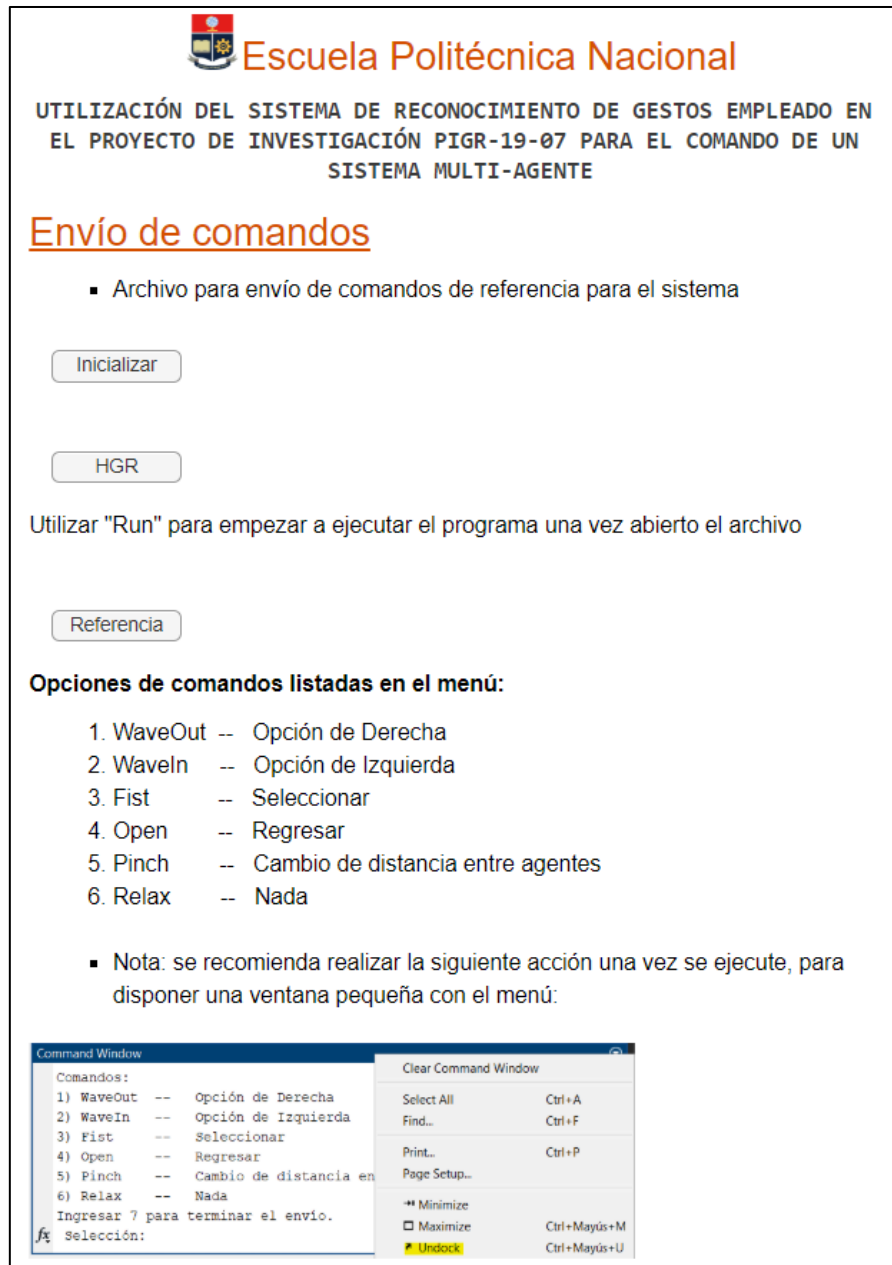 Escuela Politécnica Nacional
UTILIZACIÓN DEL SISTEMA DE RECONOCIMIENTO DE GESTOS EMPLEADO EN
EL PROYECTO DE INVESTIGACIÓN PIGR-19-07 PARA EL COMANDO DE UN
SISTEMA MULTI-AGENTE
Envío de comandos
▪ Archivo para envío de comandos de referencia para el sistema
Inicializar
HGR
Utilizar "Run" para empezar a ejecutar el programa una vez abierto el archivo
Referencia
Opciones de comandos listadas en el menú:
1. WaveOut -- Opción de Derecha
2. WaveIn -- Opción de Izquierda
3. Fist -- Seleccionar
4. Open -- Regresar
5. Pinch -- Cambio de distancia entre agentes
6. Relax -- Nada
▪ Nota: se recomienda realizar la siguiente acción una vez se ejecute, para
disponer una ventana pequeña con el menú:
Command Window
Comandos:
1) WaveOut -- Opción de Derecha
2) WaveIn -- Opción de Izquierda
3) Fist -- Seleccionar
4) Open -- Regresar
5) Pinch -- Cambio de distancia en
6) Relax -- Nada
Ingresar 7 para terminar el envío.
fx Selección:
Clear Command Window
Select All Ctrl+A
Find... Ctrl+F
Print... Ctrl+P
Page Setup...
Minimize
Maximize Ctrl+Mayús+M
Undock Ctrl+Mayús+U